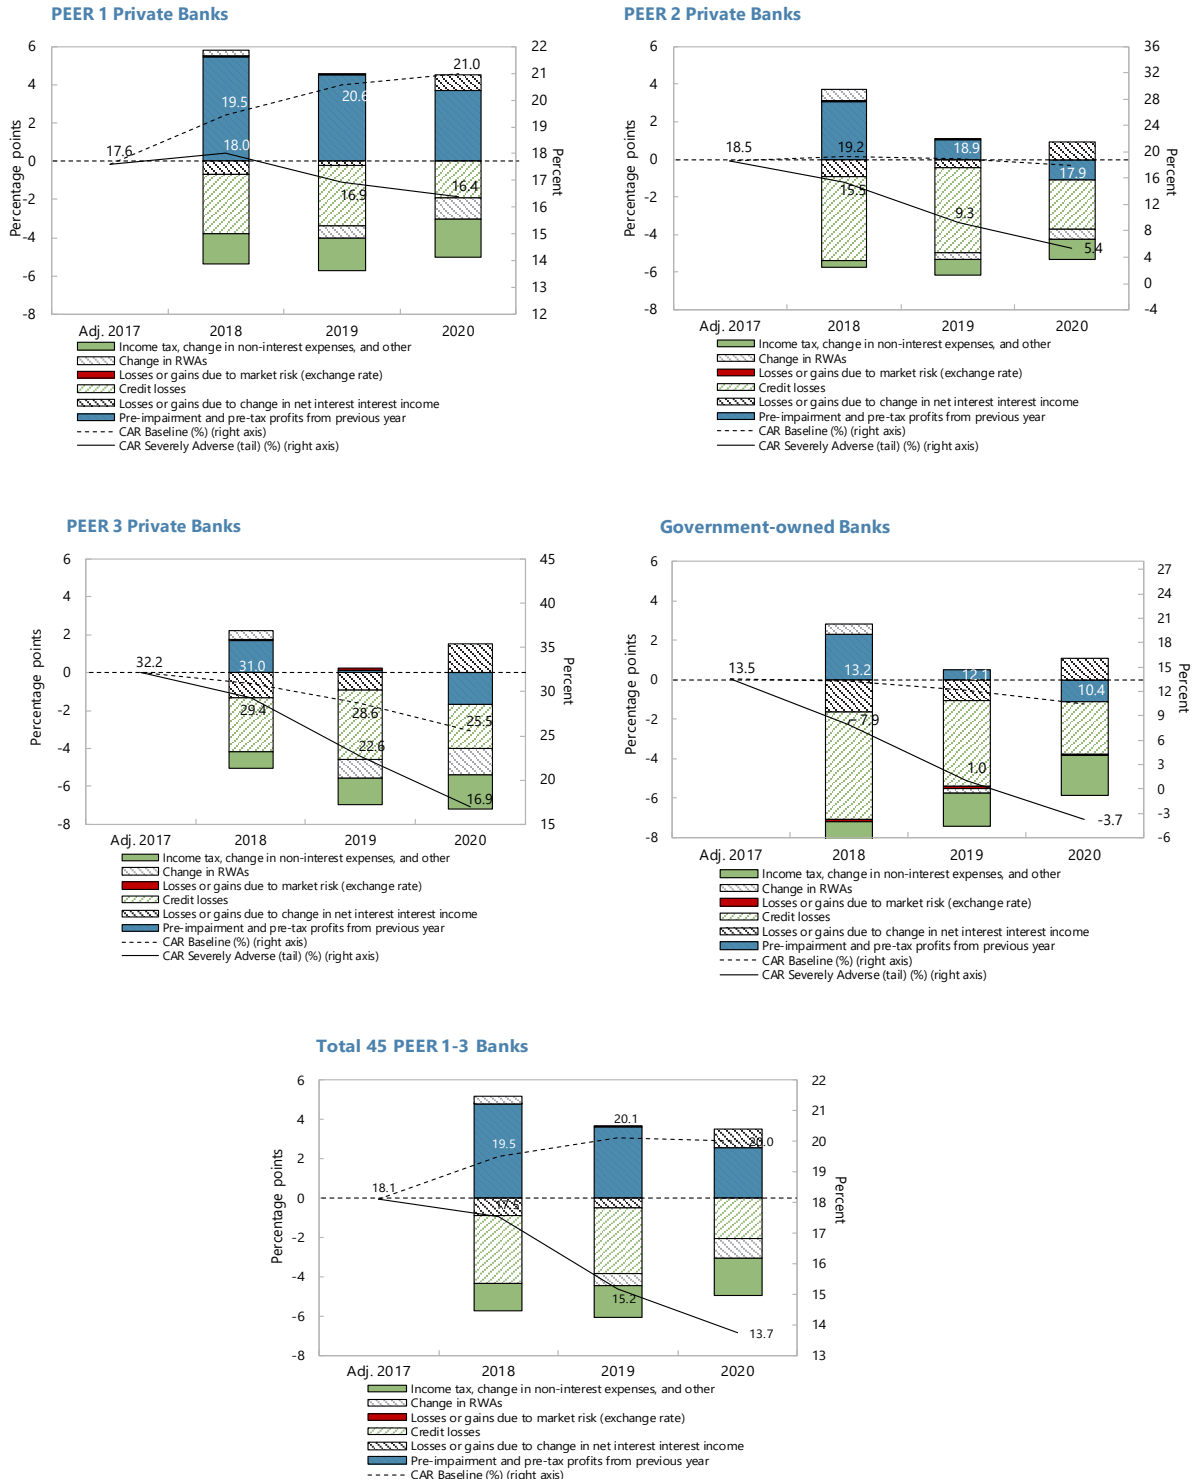 PEER 1 Private Banks
6
4
2
0
-2
-4
-6
-8
Percentage points
22
21
20
19
18
17
16
15
14
13
12
Percent
17.6
19.5
20.6
21.0
18.0
16.9
16.4
Adj. 2017
2018
2019
2020
Income tax, change in non-interest expenses, and other
Change in RWAs
Losses or gains due to market risk (exchange rate)
Credit losses
Losses or gains due to change in net interest interest income
Pre-impairment and pre-tax profits from previous year
CAR Baseline (%) (right axis)
CAR Severely Adverse (tail) (%) (right axis)
PEER 2 Private Banks
6
4
2
0
-2
-4
-6
-8
Percentage points
36
32
28
24
20
16
12
8
4
0
-4
Percent
18.5
19.2
18.9
17.9
15.5
9.3
5.4
Adj. 2017
2018
2019
2020
Income tax, change in non-interest expenses, and other
Change in RWAs
Losses or gains due to market risk (exchange rate)
Credit losses
Losses or gains due to change in net interest interest income
Pre-impairment and pre-tax profits from previous year
CAR Baseline (%) (right axis)
CAR Severely Adverse (tail) (%) (right axis)
PEER 3 Private Banks
6
4
2
0
-2
-4
-6
-8
Percentage points
45
40
35
30
25
20
15
Percent
32.2
31.0
28.6
25.5
29.4
22.6
16.9
Adj. 2017
2018
2019
2020
Income tax, change in non-interest expenses, and other
Change in RWAs
Losses or gains due to market risk (exchange rate)
Credit losses
Losses or gains due to change in net interest interest income
Pre-impairment and pre-tax profits from previous year
CAR Baseline (%) (right axis)
CAR Severely Adverse (tail) (%) (right axis)
Government-owned Banks
6
4
2
0
-2
-4
-6
-8
Percentage points
27
24
21
18
15
12
9
6
3
0
-3
-6
Percent
13.5
13.2
12.1
10.4
7.9
1.0
-3.7
Adj. 2017
2018
2019
2020
Income tax, change in non-interest expenses, and other
Change in RWAs
Losses or gains due to market risk (exchange rate)
Credit losses
Losses or gains due to change in net interest interest income
Pre-impairment and pre-tax profits from previous year
CAR Baseline (%) (right axis)
CAR Severely Adverse (tail) (%) (right axis)
Total 45 PEER 1-3 Banks
6
4
2
0
-2
-4
-6
-8
Percentage points
22
21
20
19
18
17
16
15
14
13
Percent
18.1
19.5
20.1
20.0
17.5
15.2
13.7
Adj. 2017
2018
2019
2020
Income tax, change in non-interest expenses, and other
Change in RWAs
Losses or gains due to market risk (exchange rate)
Credit losses
Losses or gains due to change in net interest interest income
Pre-impairment and pre-tax profits from previous year
CAR Baseline (%) (right axis)